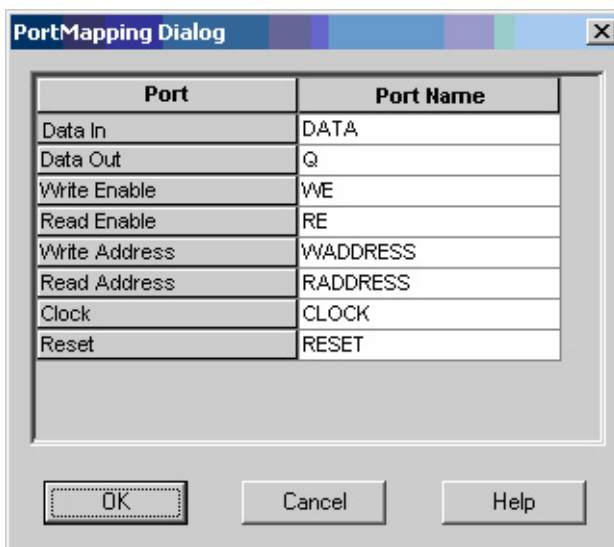 PortMapping Dialog
Port Port Name
Data In DATA
Data Out Q
Write Enable WE
Read Enable RE
Write Address WADDRESS
Read Address RADDRESS
Clock CLOCK
Reset RESET
OK Cancel Help